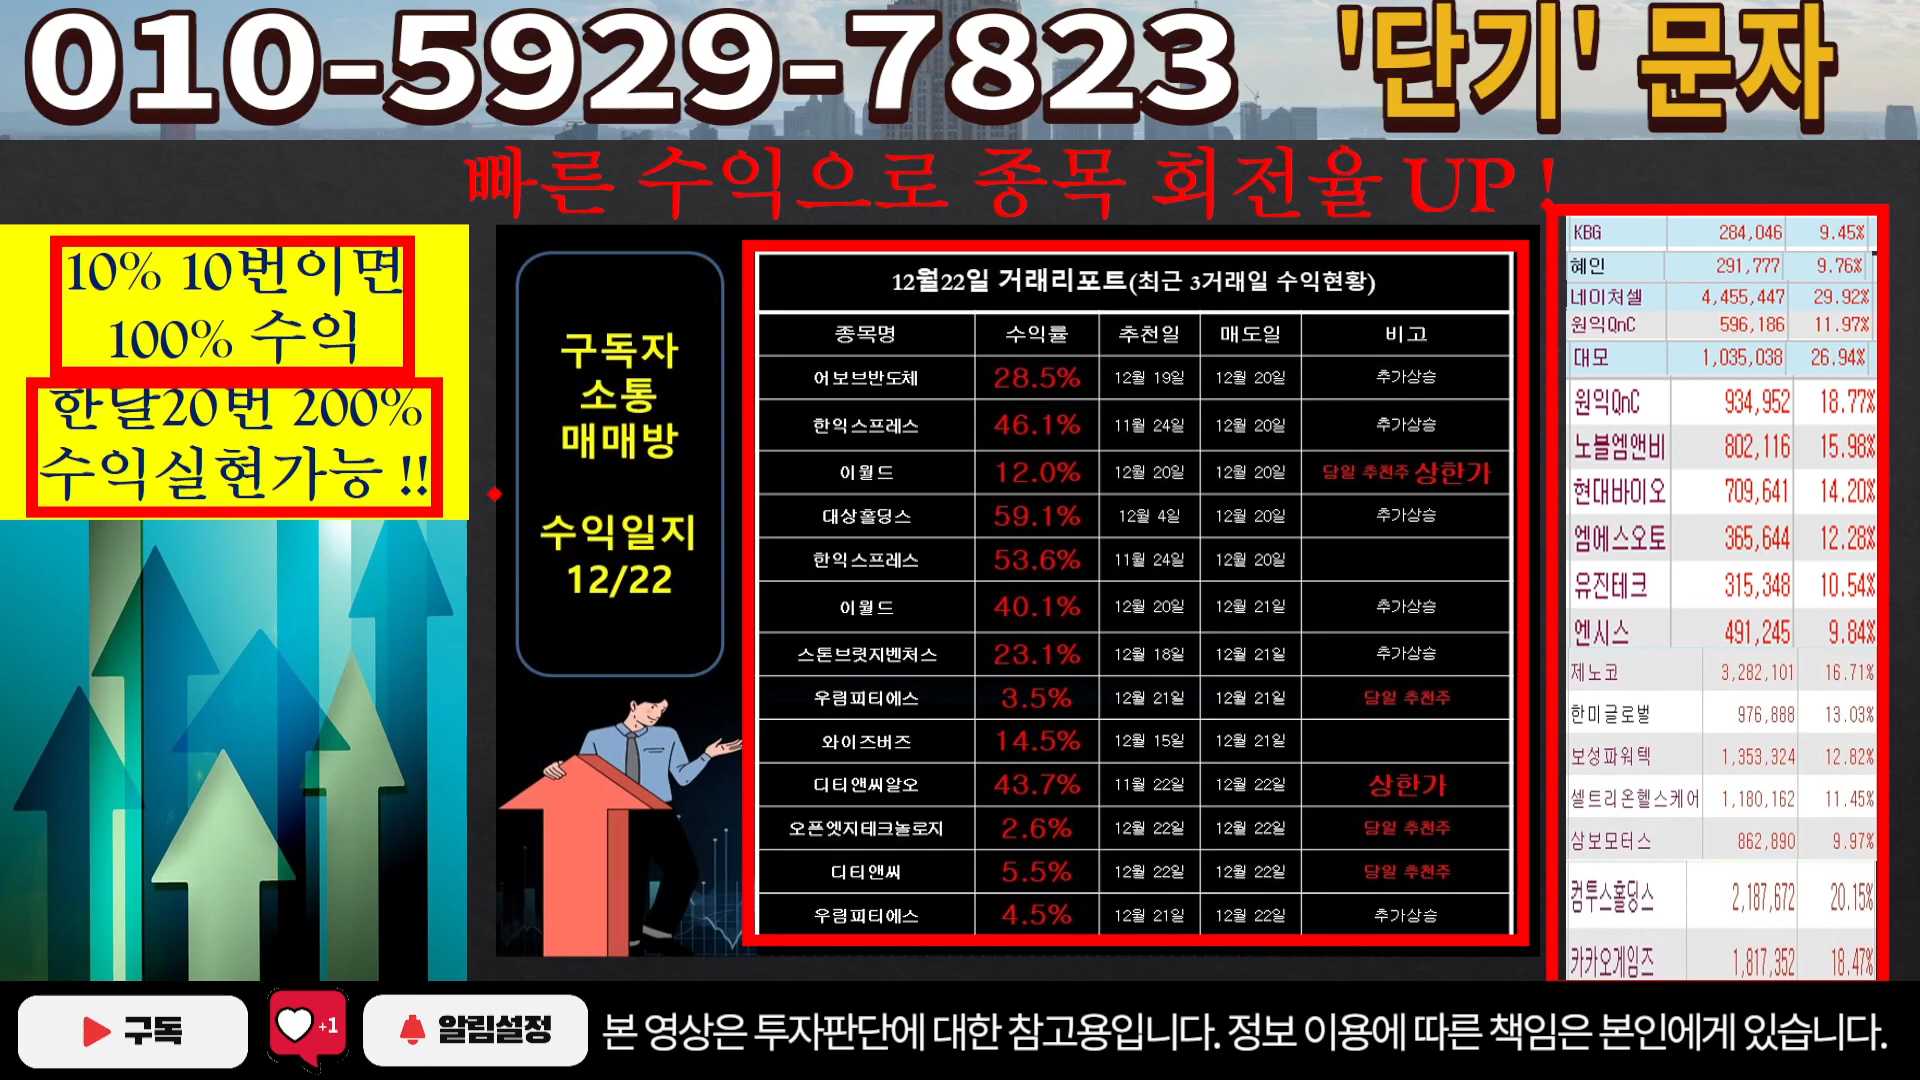 010-5929-7823 '단기' 문자
빠른 수익으로 종목 회전율 UP !
10% 10번이면
100% 수익
한달20번 200%
수익실현가능 !!
구독자
소통
매매방
수익일지
12/22
12월22일 거래리포트(최근 3거래일 수익현황)
종목명 수익률 추천일 매도일 비고
어보브반도체 28.5% 12월 19일 12월 20일 추가상승
한익스프레스 46.1% 11월 24일 12월 20일 추가상승
이월드 12.0% 12월 20일 12월 20일 당일 추천주 상한가
대상홀딩스 59.1% 12월 4일 12월 20일 추가상승
한익스프레스 53.6% 11월 24일 12월 20일
이월드 40.1% 12월 20일 12월 21일 추가상승
스톤브릿지벤처스 23.1% 12월 18일 12월 21일 추가상승
우림피티에스 3.5% 12월 21일 12월 21일 당일 추천주
와이즈버즈 14.5% 12월 15일 12월 21일
디티앤씨알오 43.7% 11월 22일 12월 22일 상한가
오픈엣지테크놀로지 2.6% 12월 22일 12월 22일 당일 추천주
디티앤씨 5.5% 12월 22일 12월 22일 당일 추천주
우림피티에스 4.5% 12월 21일 12월 22일 추가상승
KBG 284,046 9.45%
혜인 291,777 9.76%
네이처셀 4,455,447 29.92%
원익QnC 596,186 11.97%
대모 1,035,038 26.94%
원익QnC 934,952 18.77%
노블엠앤비 802,116 15.98%
현대바이오 709,641 14.20%
엠에스오토 365,644 12.28%
유진테크 315,348 10.54%
엔시스 491,245 9.84%
제노코 3,282,101 16.71%
한미글로벌 976,888 13.03%
보성파워텍 1,353,324 12.82%
셀트리온헬스케어 1,180,162 11.45%
상보모터스 862,890 9.97%
컴투스홀딩스 2,187,672 20.15%
카카오게임즈 1,817,352 18.47%
구독 +1 알림설정 본 영상은 투자판단에 대한 참고용입니다. 정보 이용에 따른 책임은 본인에게 있습니다.